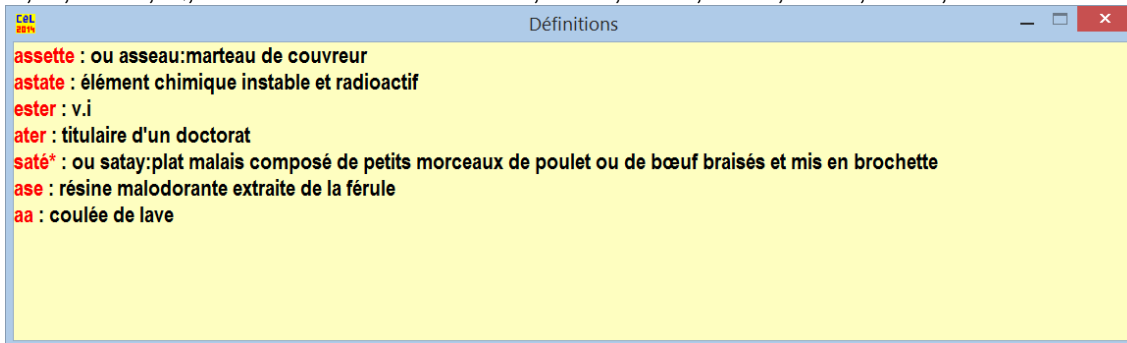 CeL
2014
Définitions
assette : ou asseau:marteau de couvreur
astate : élément chimique instable et radioactif
ester : v.i
ater : titulaire d'un doctorat
saté* : ou satay:plat malais composé de petits morceaux de poulet ou de bœuf braisés et mis en brochette
ase : résine malodorante extraite de la férule
aa : coulée de lave